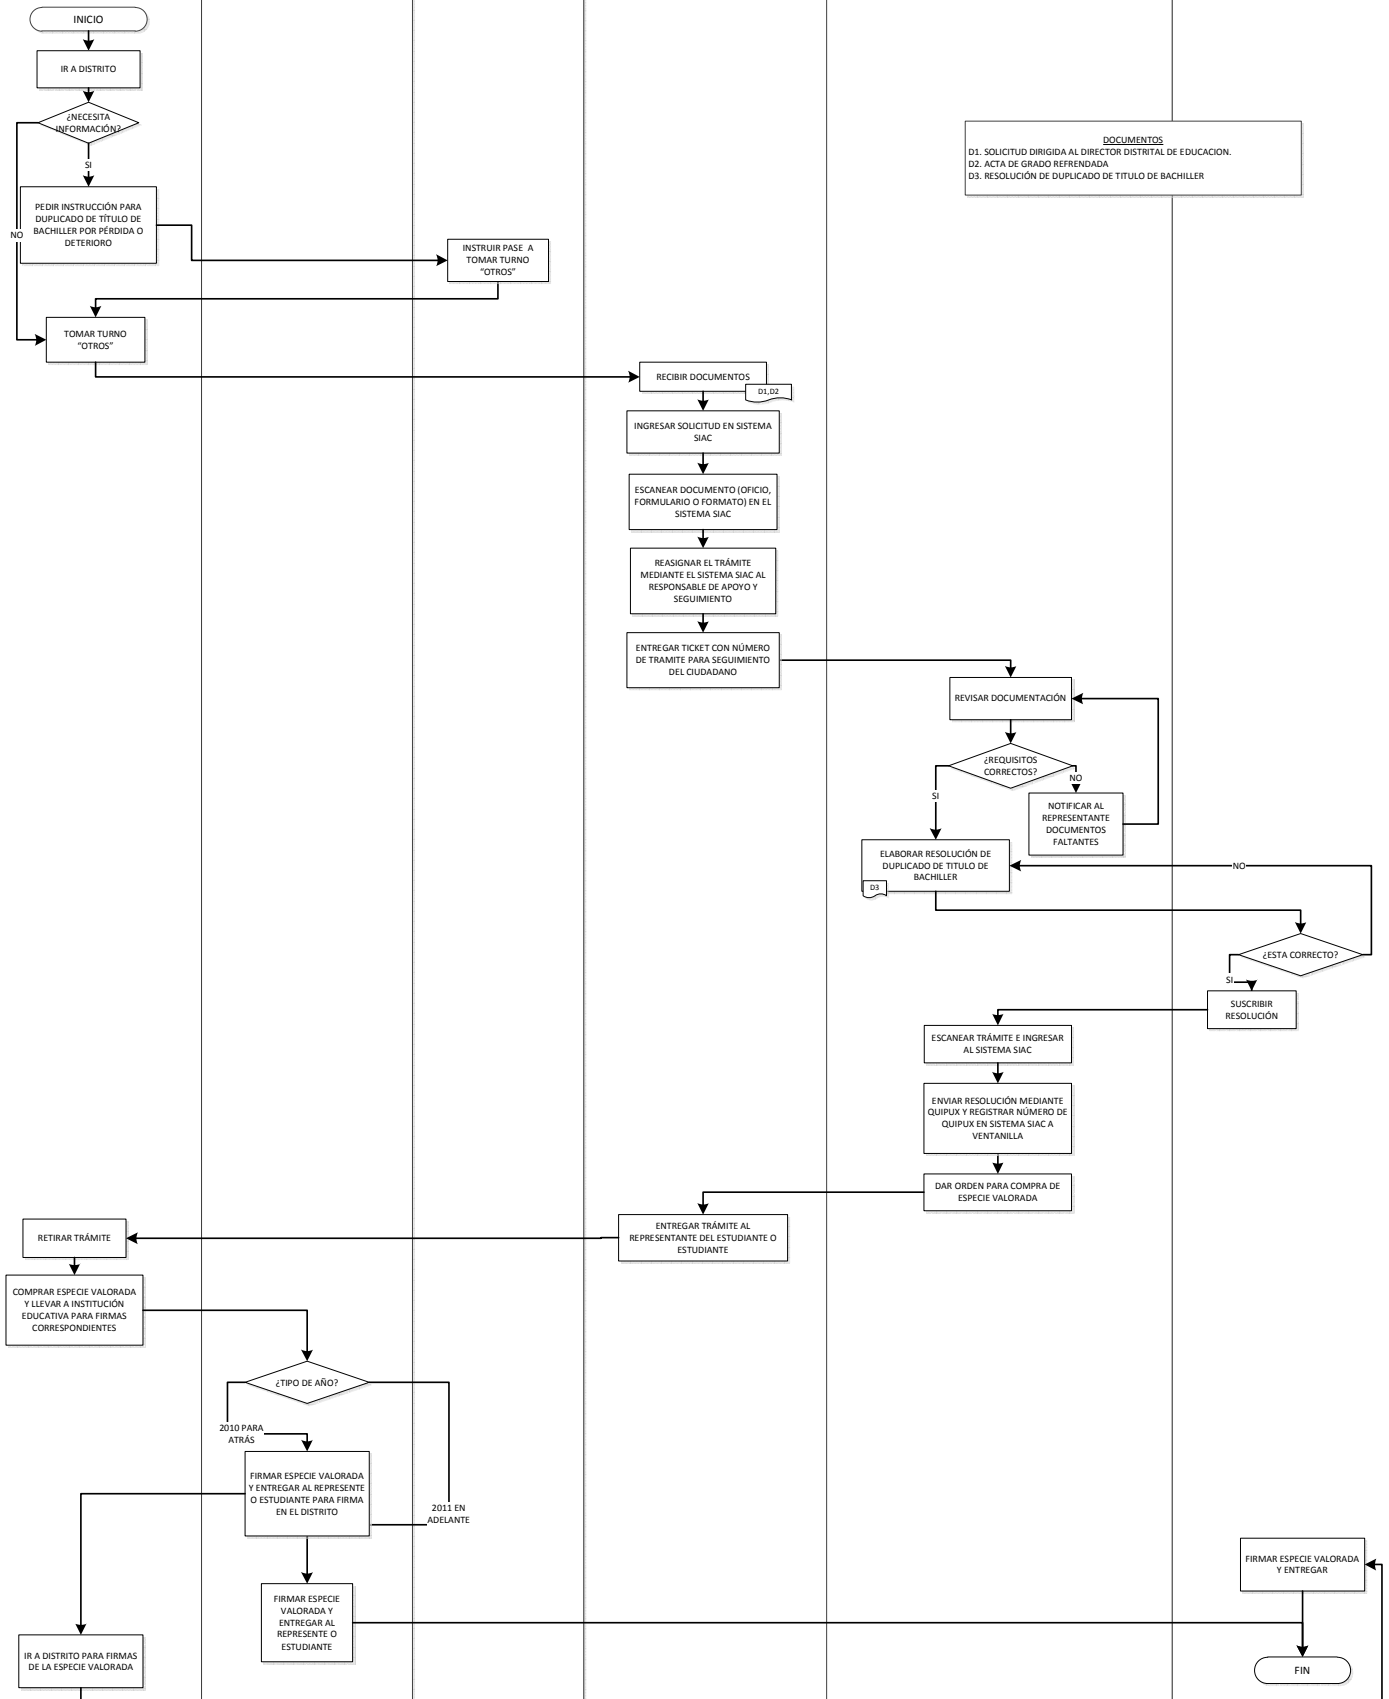 INICIO
IR A DISTRITO
¿NECESITA
INFORMACIÓN?
SI
NO
DOCUMENTOS
D1. SOLICITUD DIRIGIDA AL DIRECTOR DISTRITAL DE EDUCACION.
D2. ACTA DE GRADO REFRENDADA
D3. RESOLUCIÓN DE DUPLICADO DE TITULO DE BACHILLER
PEDIR INSTRUCCIÓN PARA
DUPLICADO DE TÍTULO DE
BACHILLER POR PÉRDIDA O
DETERIORO
INSTRUIR PASE A
TOMAR TURNO
“OTROS”
TOMAR TURNO
“OTROS”
RECIBIR DOCUMENTOS
D1,D2
INGRESAR SOLICITUD EN SISTEMA
SIAC
ESCANEAR DOCUMENTO (OFICIO,
FORMULARIO O FORMATO) EN EL
SISTEMA SIAC
REASIGNAR EL TRÁMITE
MEDIANTE EL SISTEMA SIAC AL
RESPONSABLE DE APOYO Y
SEGUIMIENTO
ENTREGAR TICKET CON NÚMERO
DE TRAMITE PARA SEGUIMIENTO
DEL CIUDADANO
REVISAR DOCUMENTACIÓN
¿REQUISITOS
CORRECTOS?
NO
SI
NOTIFICAR AL
REPRESENTANTE
DOCUMENTOS
FALTANTES
ELABORAR RESOLUCIÓN DE
DUPLICADO DE TITULO DE
BACHILLER
D3
NO
¿ESTA CORRECTO?
SI
SUSCRIBIR
RESOLUCIÓN
ESCANEAR TRÁMITE E INGRESAR
AL SISTEMA SIAC
ENVIAR RESOLUCIÓN MEDIANTE
QUIPUX Y REGISTRAR NÚMERO DE
QUIPUX EN SISTEMA SIAC A
VENTANILLA
DAR ORDEN PARA COMPRA DE
ESPECIE VALORADA
ENTREGAR TRÁMITE AL
REPRESENTANTE DEL ESTUDIANTE O
ESTUDIANTE
RETIRAR TRÁMITE
COMPRAR ESPECIE VALORADA
Y LLEVAR A INSTITUCIÓN
EDUCATIVA PARA FIRMAS
CORRESPONDIENTES
¿TIPO DE AÑO?
2010 PARA
ATRÁS
FIRMAR ESPECIE VALORADA
Y ENTREGAR AL REPRESENTE
O ESTUDIANTE PARA FIRMA
EN EL DISTRITO
2011 EN
ADELANTE
FIRMAR ESPECIE VALORADA
Y ENTREGAR
FIRMAR ESPECIE
VALORADA Y
ENTREGAR AL
REPRESENTE O
ESTUDIANTE
IR A DISTRITO PARA FIRMAS
DE LA ESPECIE VALORADA
FIN